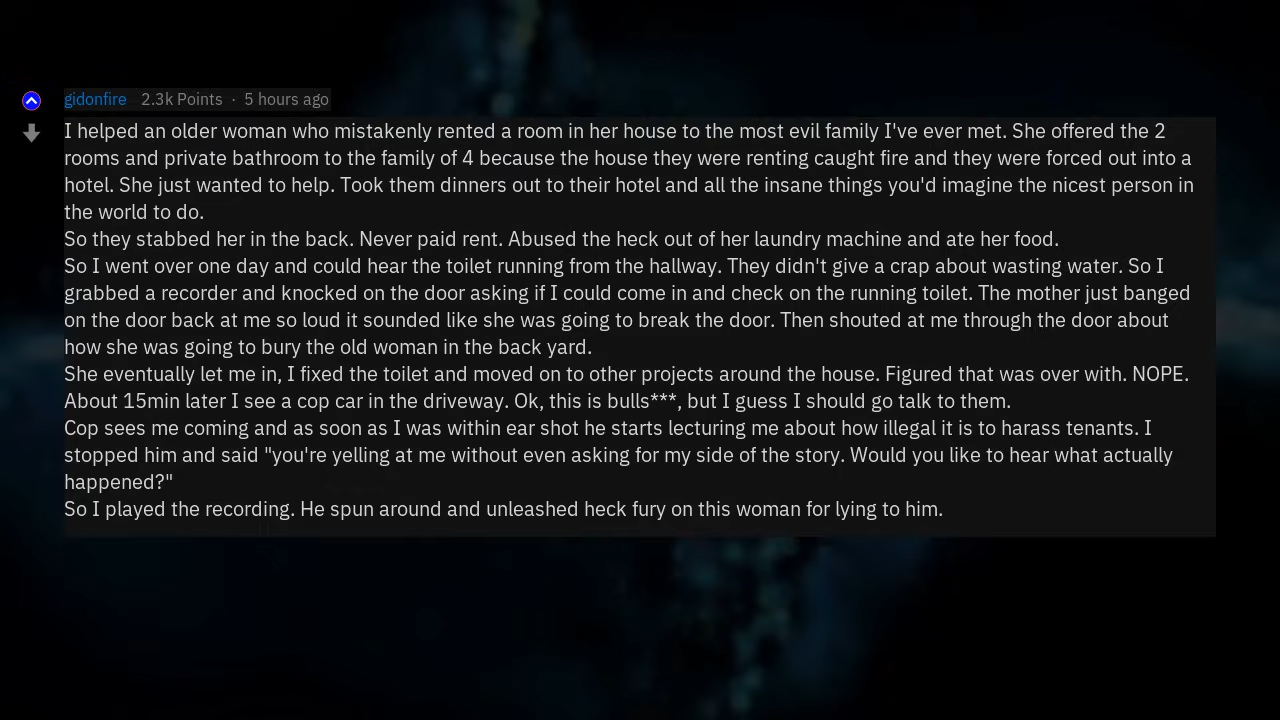 gidonfire 2.3k Points · 5 hours ago
I helped an older woman who mistakenly rented a room in her house to the most evil family I've ever met. She offered the 2
rooms and private bathroom to the family of 4 because the house they were renting caught fire and they were forced out into a
hotel. She just wanted to help. Took them dinners out to their hotel and all the insane things you'd imagine the nicest person in
the world to do.
So they stabbed her in the back. Never paid rent. Abused the heck out of her laundry machine and ate her food.
So I went over one day and could hear the toilet running from the hallway. They didn't give a crap about wasting water. So I
grabbed a recorder and knocked on the door asking if I could come in and check on the running toilet. The mother just banged
on the door back at me so loud it sounded like she was going to break the door. Then shouted at me through the door about
how she was going to bury the old woman in the back yard.
She eventually let me in, I fixed the toilet and moved on to other projects around the house. Figured that was over with. NOPE.
About 15min later I see a cop car in the driveway. Ok, this is bulls***, but I guess I should go talk to them.
Cop sees me coming and as soon as I was within ear shot he starts lecturing me about how illegal it is to harass tenants. I
stopped him and said "you're yelling at me without even asking for my side of the story. Would you like to hear what actually
happened?"
So I played the recording. He spun around and unleashed heck fury on this woman for lying to him.